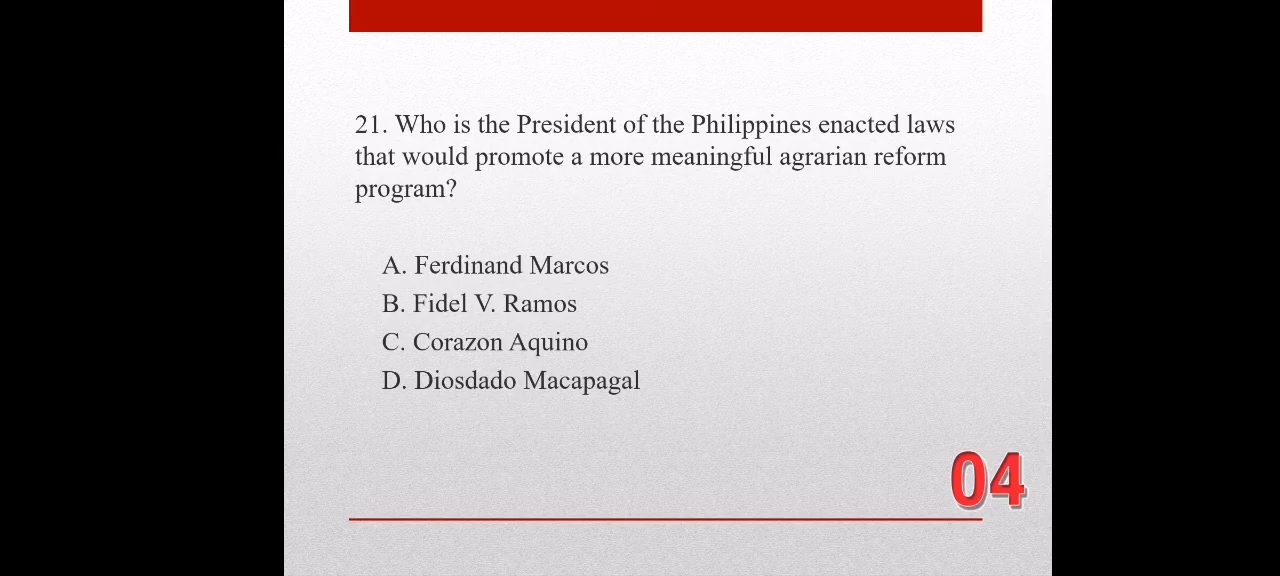 21. Who is the President of the Philippines enacted laws
that would promote a more meaningful agrarian reform
program?
A. Ferdinand Marcos
B. Fidel V. Ramos
C. Corazon Aquino
D. Diosdado Macapagal
04